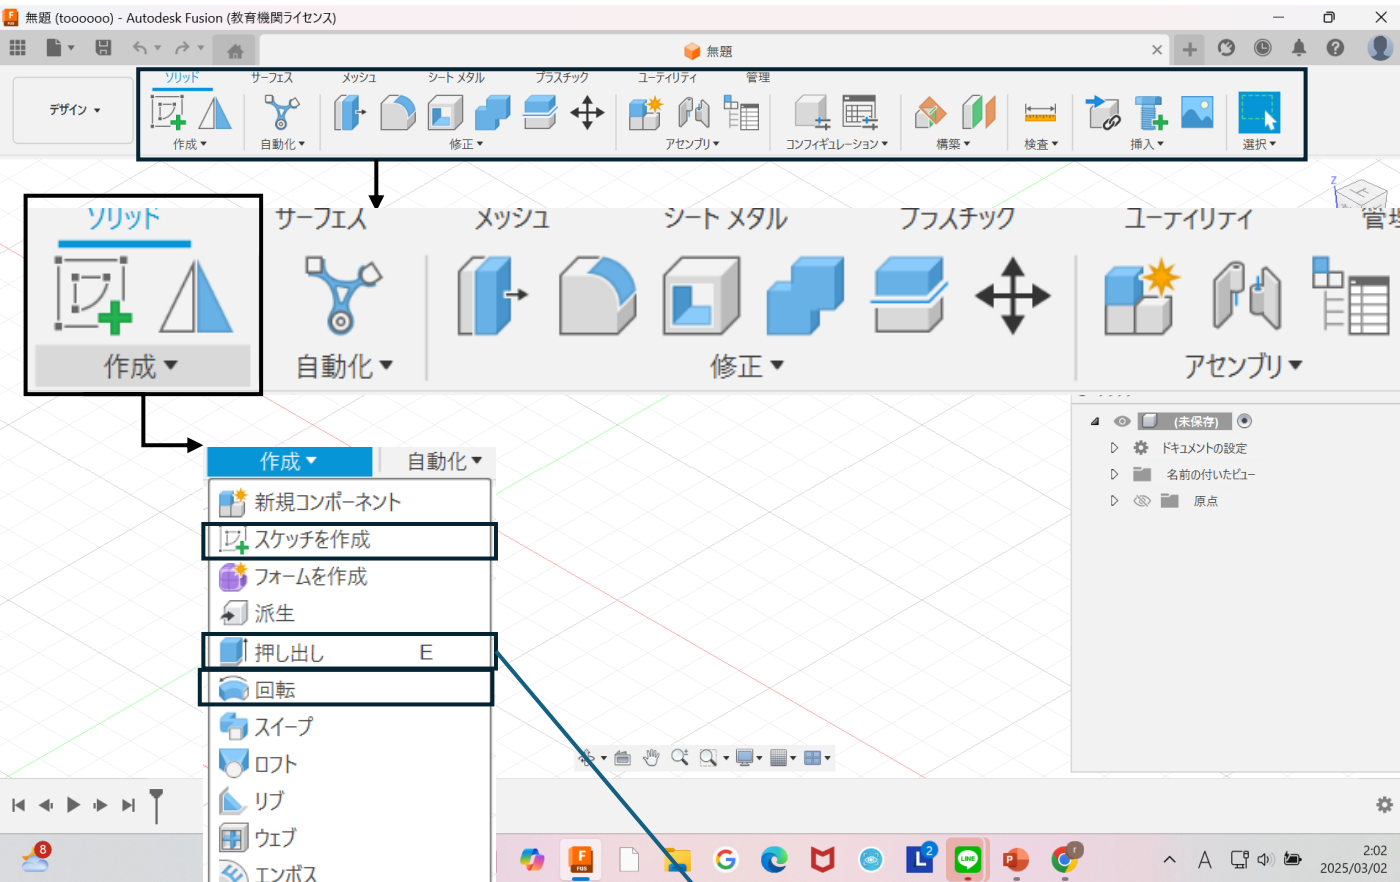 無題 (toooooo) - Autodesk Fusion (教育機関ライセンス)
無題
デザイン
ソリッド サーフェス メッシュ シート メタル プラスチック ユーティリティ 管理
作成 自動化 修正 アセンブリ コンフィギュレーション 構築 検査 挿入 選択
Z
ソリッド サーフェス メッシュ シート メタル プラスチック ユーティリティ 管理
作成 自動化 修正 アセンブリ
(未保存)
ドキュメントの設定
名前の付いたビュー
原点
作成 自動化
新規コンポーネント
スケッチを作成
フォームを作成
派生
押し出し E
回転
スイープ
ロフト
リブ
ウェブ
エンボス
8
2
LINE
A
2:02
2025/03/02